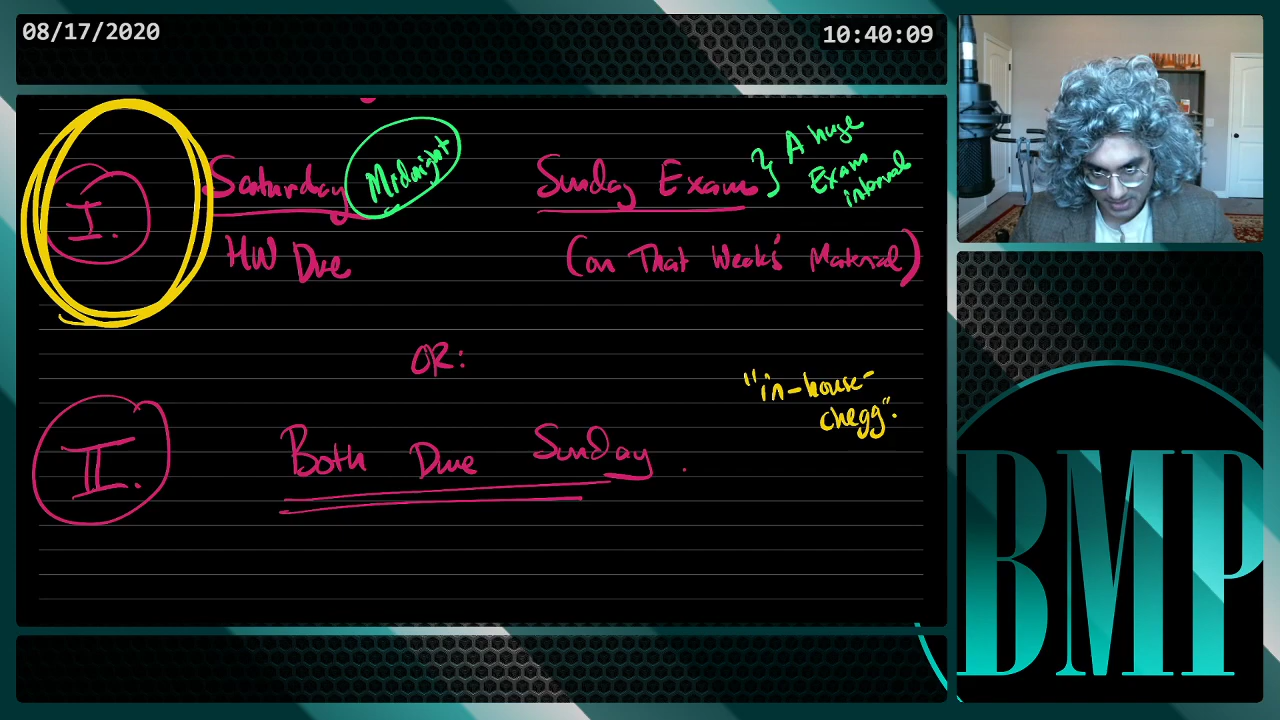 08/17/2020
10:40:09
I.
Saturday Midnight
HW Due
Sunday Exam } A huge
Exam
interval
(on That Week's Material)
OR:
"in-house-
chegg".
II.
Both Due Sunday.
BMP